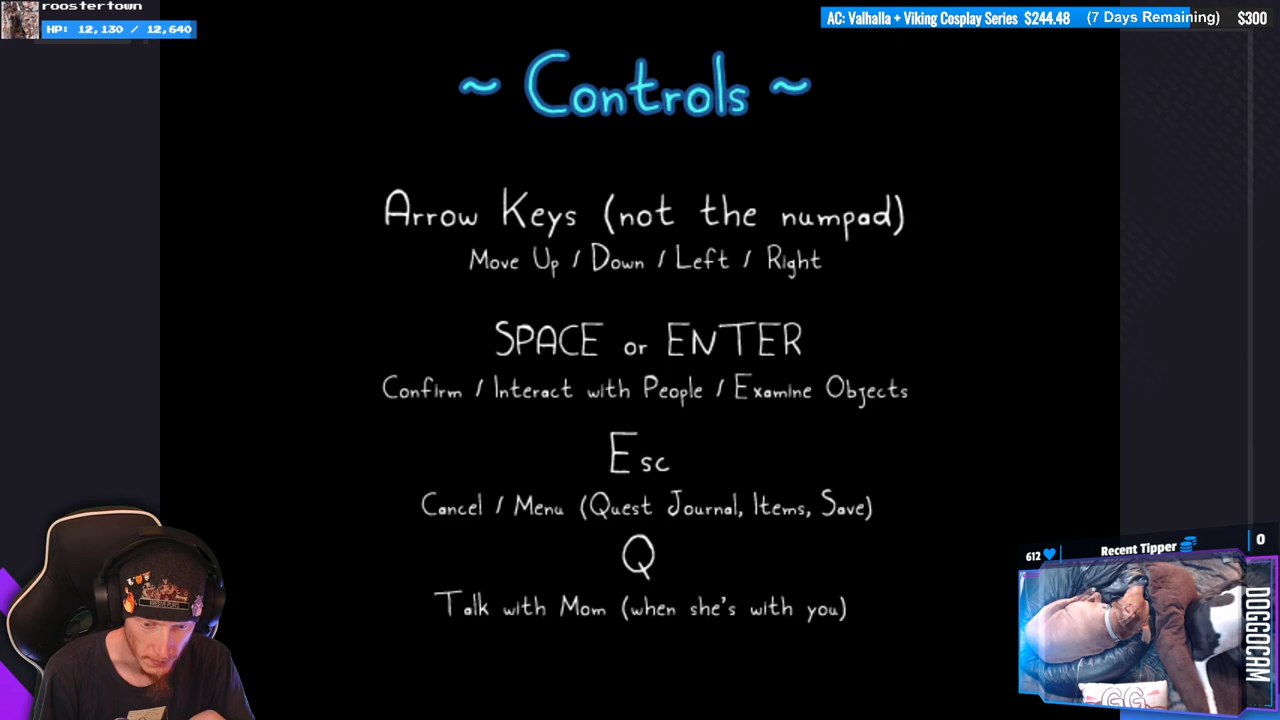 roostertown
HP: 12,130 / 12,640
AC: Valhalla + Viking Cosplay Series $244.48 (7 Days Remaining) $300
~ Controls ~
Arrow Keys (not the numpad)
Move Up / Down / Left / Right
SPACE or ENTER
Confirm / Interact with People / Examine Objects
Esc
Cancel / Menu (Quest Journal, Items, Save)
Q
Talk with Mom (when she's with you)
612 Recent Tipper 0
DOGGOCAM
GG